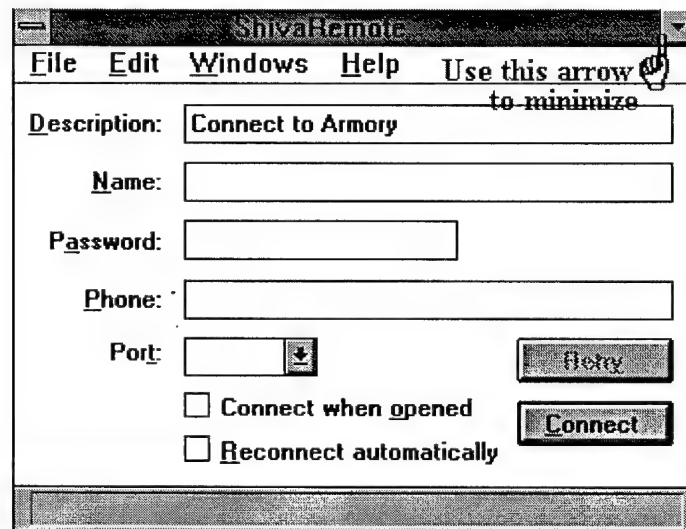 ShivaRemote
File Edit Windows Help
Use this arrow
to minimize
Description: Connect to Armory
Name:
Password:
Phone:
Port:
Retry
Connect when opened
Connect
Reconnect automatically